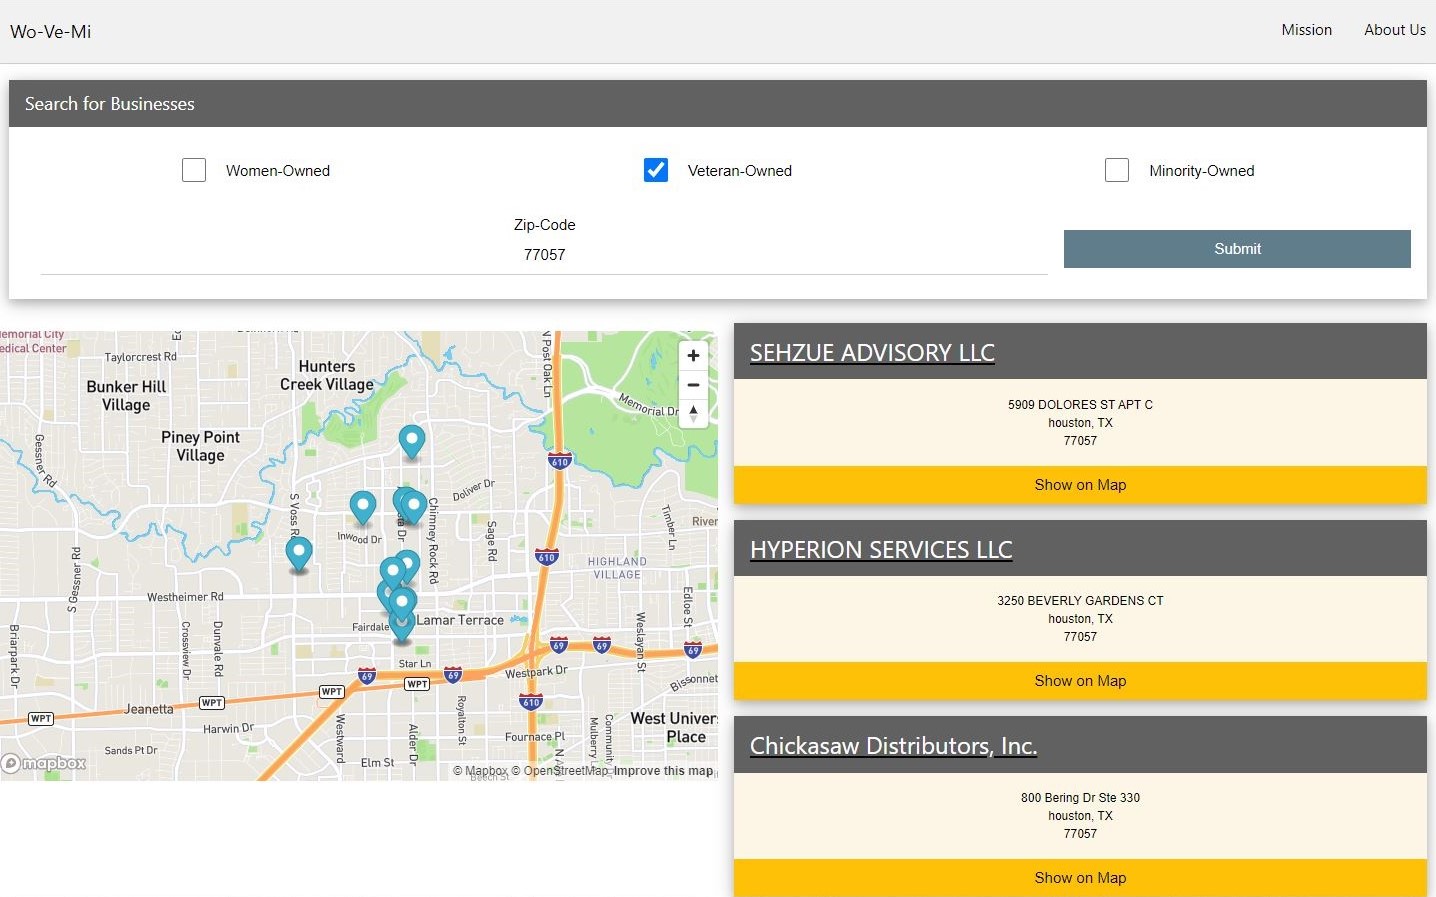 Wo-Ve-Mi
Mission
About Us
Search for Businesses
Women-Owned
Veteran-Owned
Minority-Owned
Zip-Code
77057
Submit
SEHZUE ADVISORY LLC
5909 DOLORES ST APT C
houston, TX
77057
Show on Map
HYPERION SERVICES LLC
3250 BEVERLY GARDENS CT
houston, TX
77057
Show on Map
Chickasaw Distributors, Inc.
800 Bering Dr Ste 330
houston, TX
77057
Show on Map
Taylorcrest Rd
Bunker Hill
Village
Hunters
Creek Village
N Post Oak Ln
Memorial Dr
Piney Point
Village
Gessner Rd
610
S Voss R
Doliver Dr
Chimney Rock Rd
Sage Rd
Timber Ln
River
Inwood Dr
610
HIGHLAND
VILLAGE
S Gessner Rd
Westheimer Rd
Edloe St
Briarpark Dr
Crossview Dr
Dunvale Rd
Fairdale
Lamar Terrace
Weslayan St
69
69
69
Star Ln
69
69
Westpark Dr
Bissonnet
WPT
WPT
WPT
WPT
610
Jeanetta
Harwin Dr
Westward
Alder Dr
Royalton St
Fournace Pl
Mulberry L
Community Dr
West Univer
Place
Sands Pt Dr
Elm St
Beech St
mapbox
© Mapbox © OpenStreetMap Improve this map